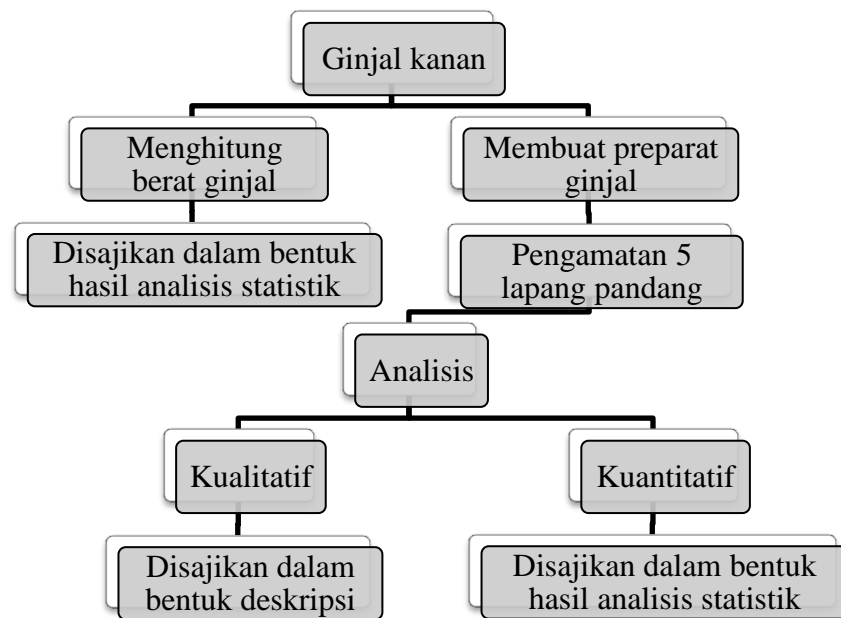 Ginjal kanan
Menghitung
berat ginjal
Membuat preparat
ginjal
Disajikan dalam bentuk
hasil analisis statistik
Pengamatan 5
lapang pandang
Analisis
Kualitatif
Kuantitatif
Disajikan dalam
bentuk deskripsi
Disajikan dalam bentuk
hasil analisis statistik